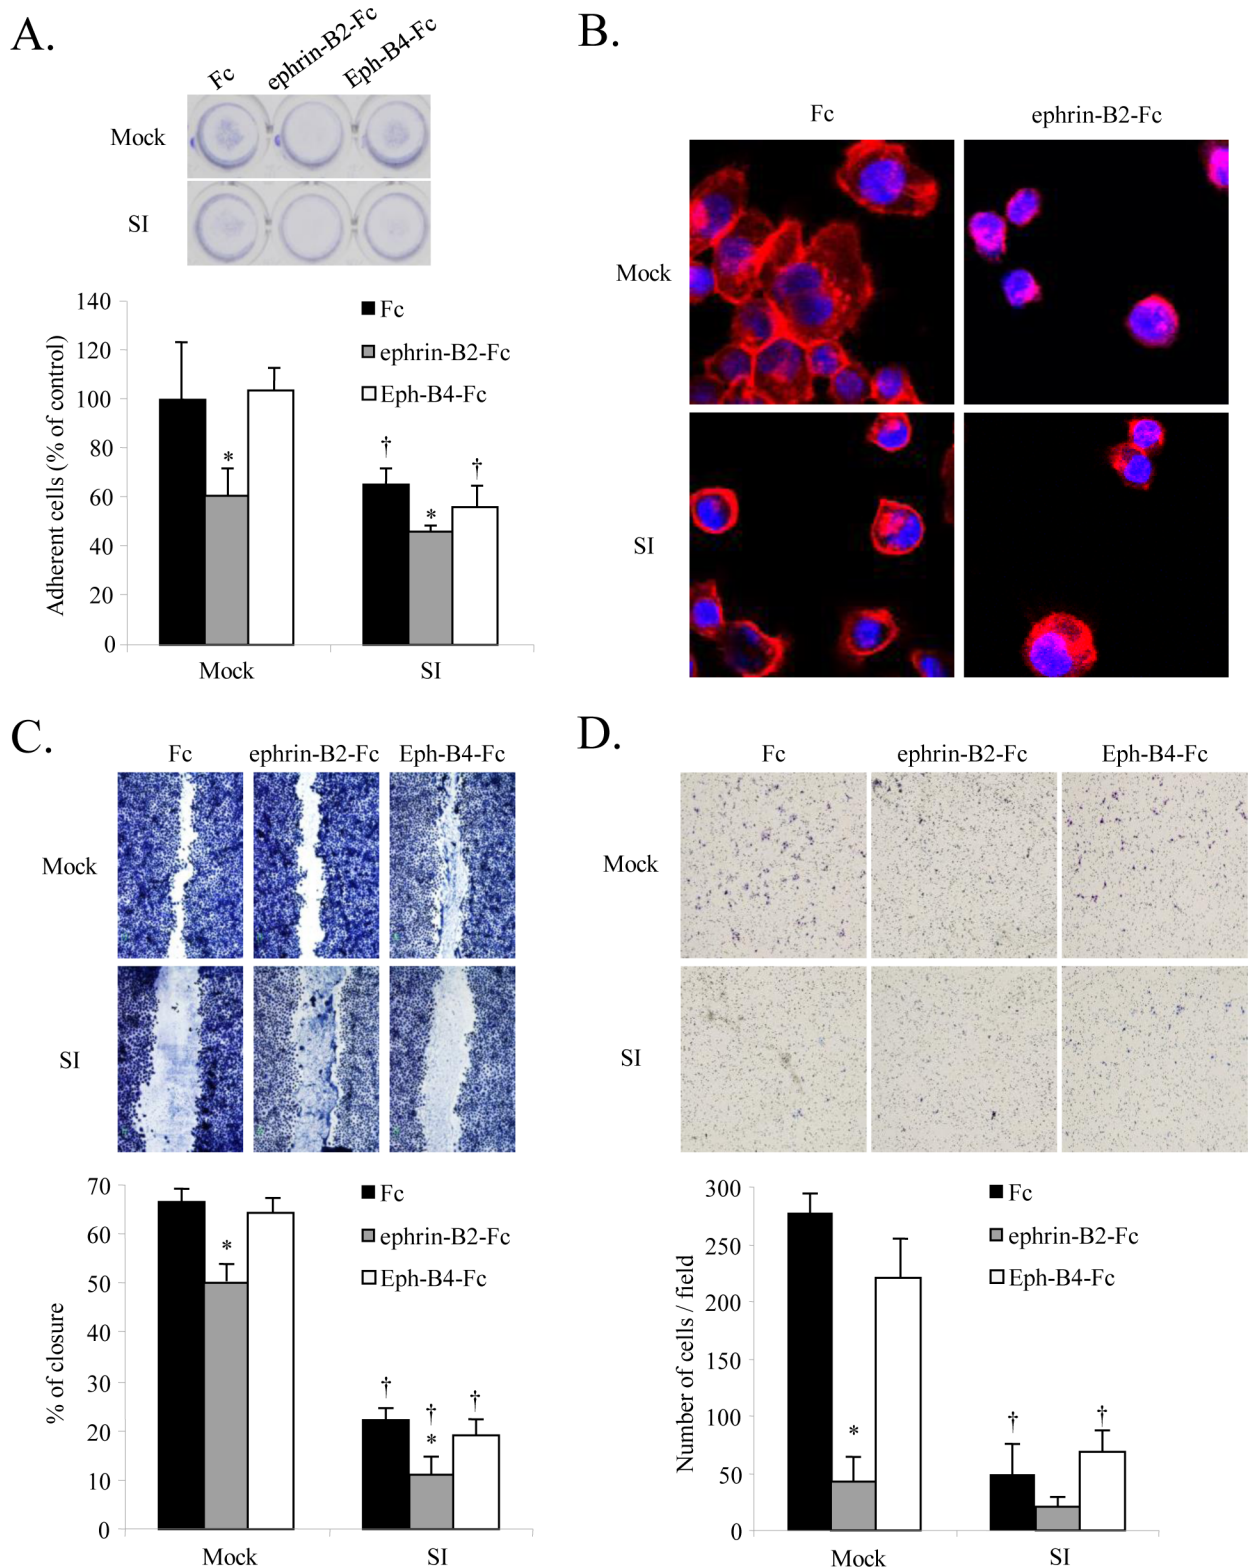 A.
Fc ephrin-B2-Fc Eph-B4-Fc
Mock
SI
140
120
100
80
60
40
20
0
Adherent cells (% of control)
Fc
ephrin-B2-Fc
Eph-B4-Fc
*
†
*
†
Mock SI
B.
Fc ephrin-B2-Fc
Mock
SI
C.
Fc ephrin-B2-Fc Eph-B4-Fc
Mock
SI
70
60
50
40
30
20
10
0
% of closure
Fc
ephrin-B2-Fc
Eph-B4-Fc
*
†
†
*
†
Mock SI
D.
Fc ephrin-B2-Fc Eph-B4-Fc
Mock
SI
300
250
200
150
100
50
0
Number of cells / field
Fc
ephrin-B2-Fc
Eph-B4-Fc
*
†
†
Mock SI